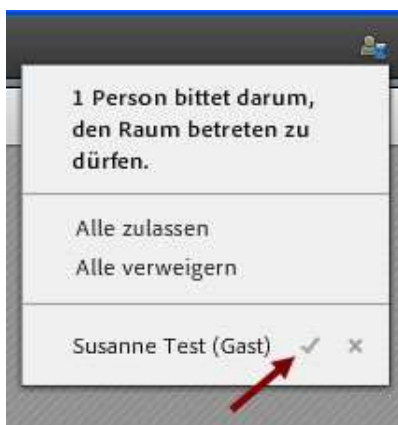 1 Person bittet darum,
den Raum betreten zu
dürfen.
Alle zulassen
Alle verweigern
Susanne Test (Gast)